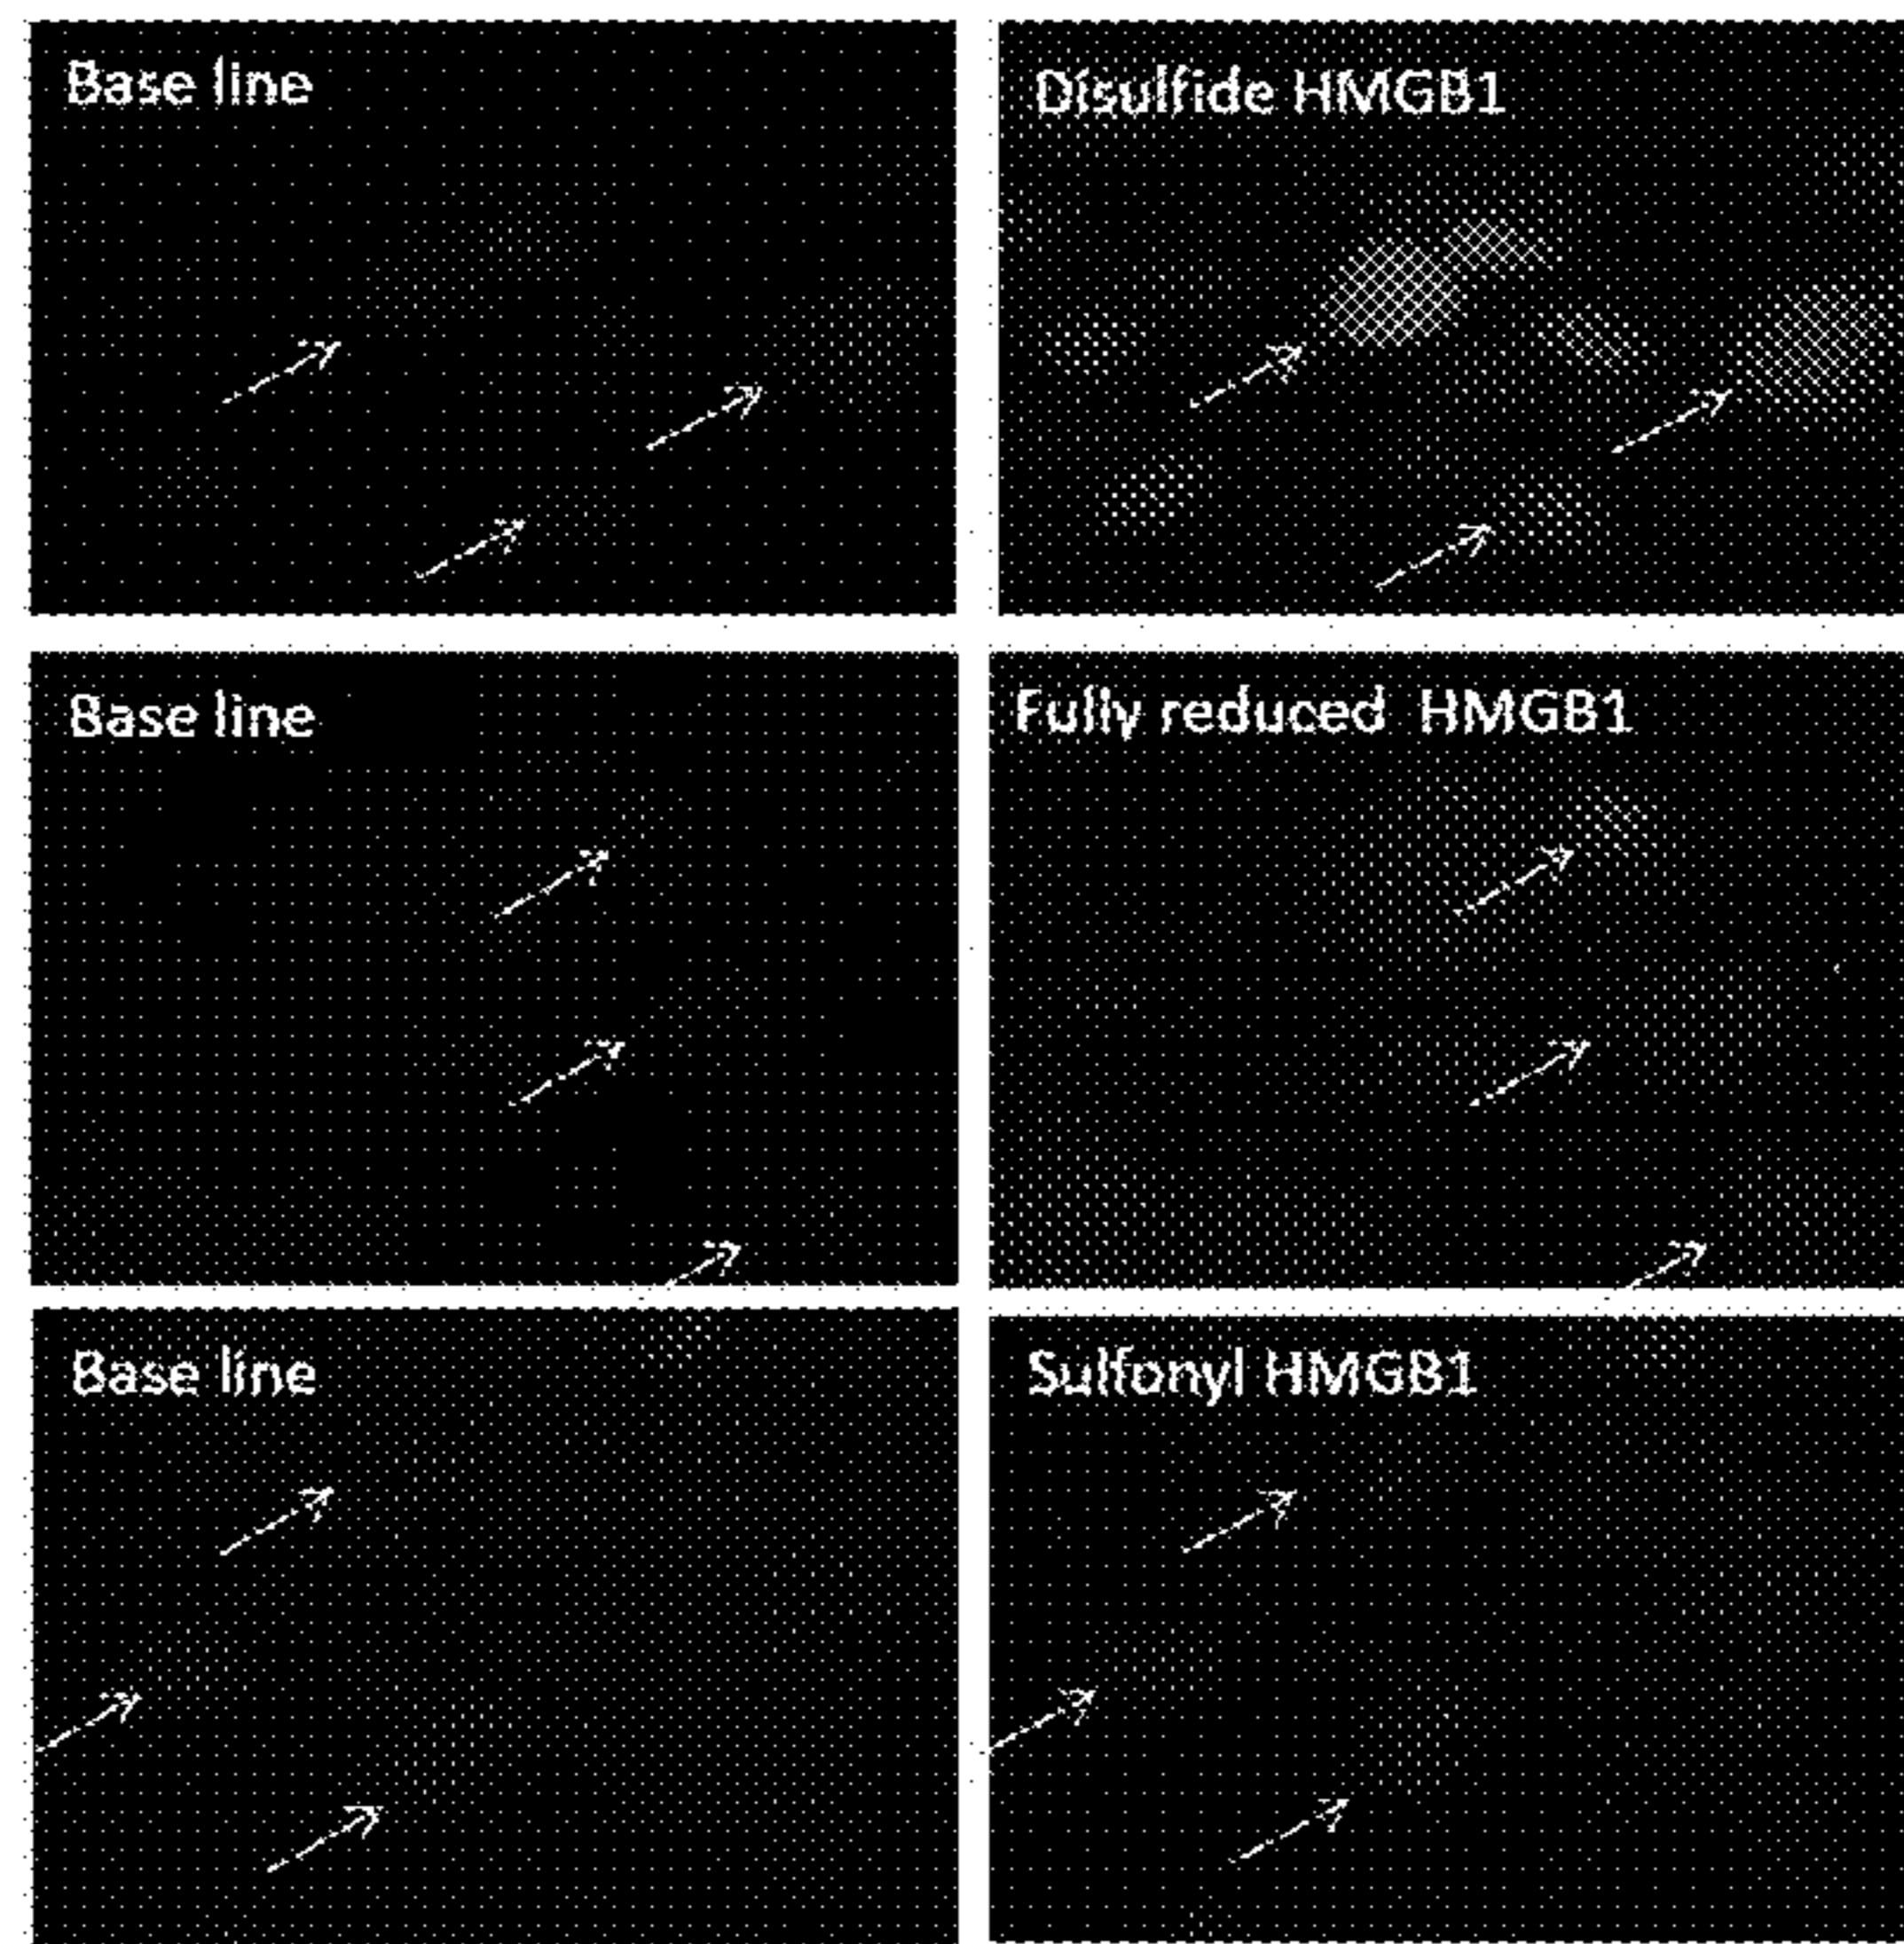 Base line
Disulfide HMGB1
Base line
Fully reduced HMGB1
Base line
Sulfonyl HMGB1